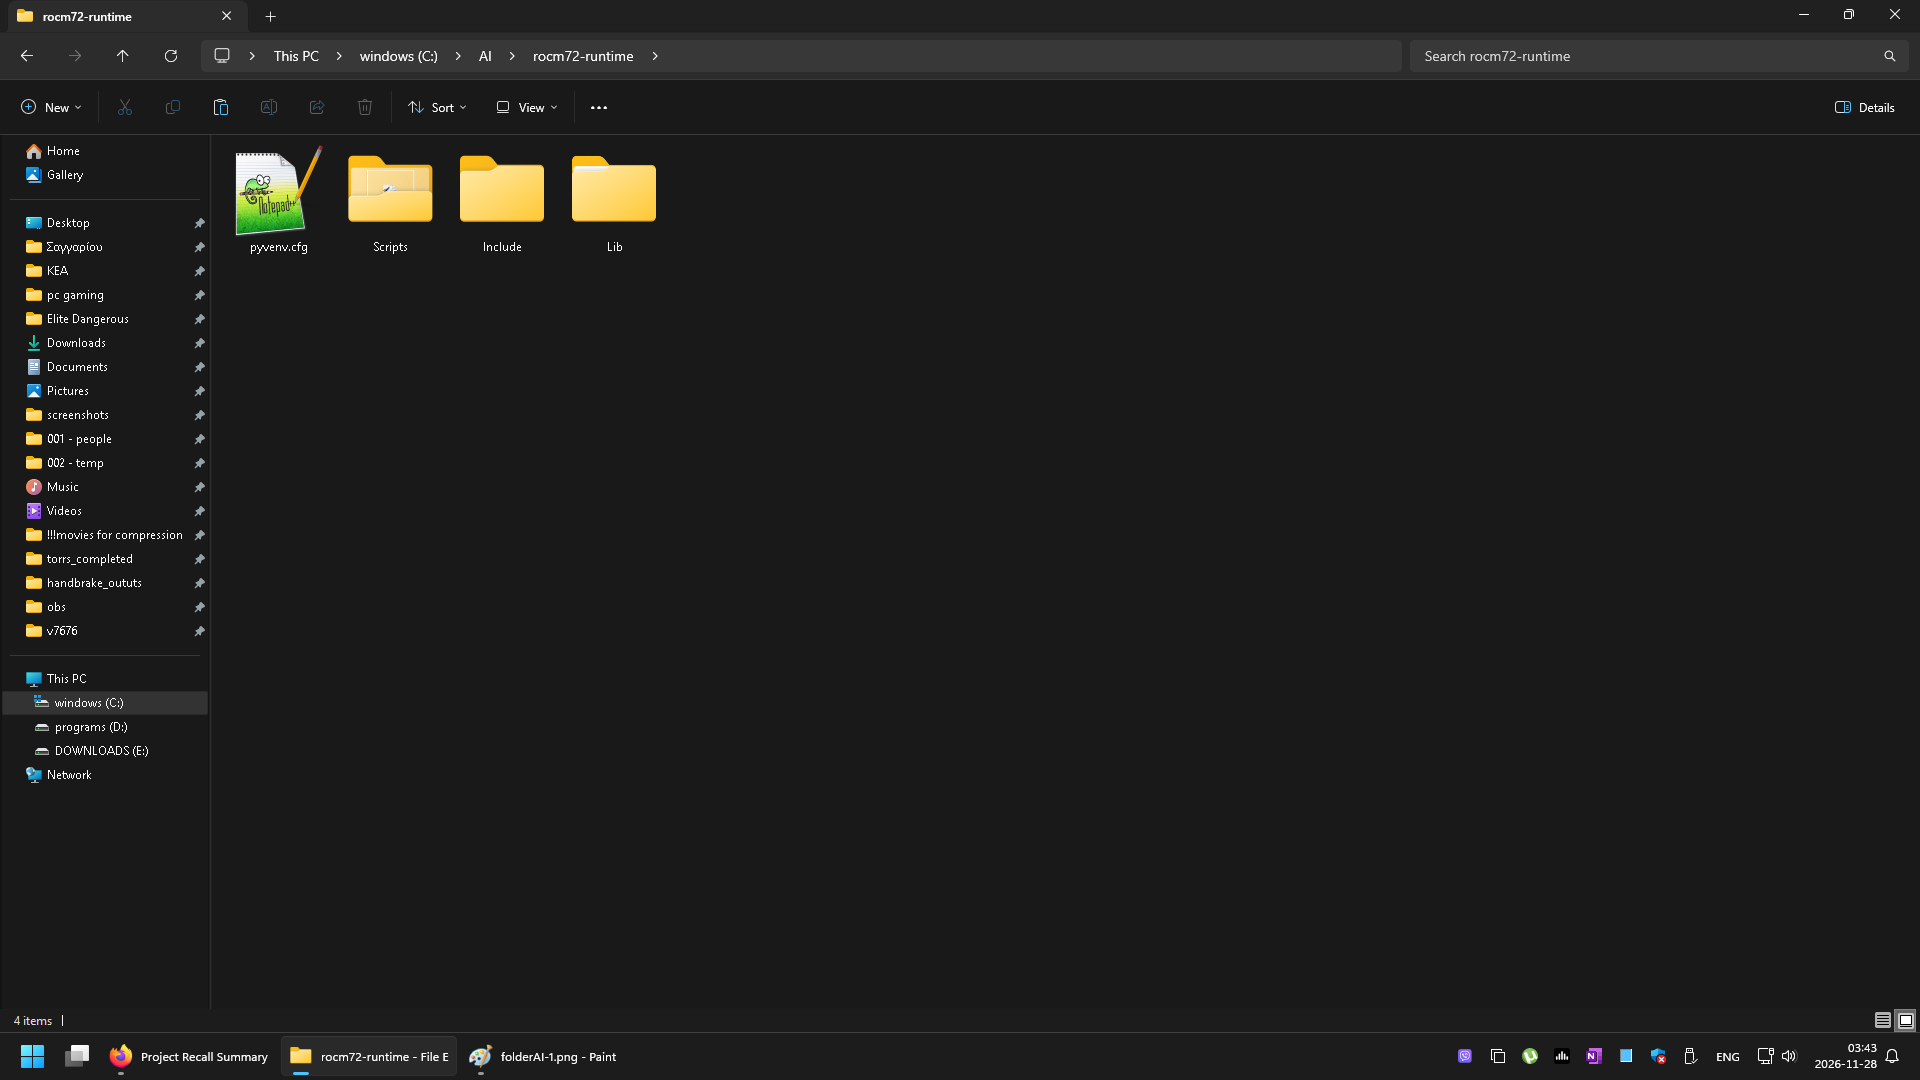 rocm72-runtime
This PC
windows (C:)
AI
rocm72-runtime
Search rocm72-runtime
New
Sort
View
Details
Home
Gallery
Desktop
Σαγγαρίου
KEA
pc gaming
Elite Dangerous
Downloads
Documents
Pictures
screenshots
001 - people
002 - temp
Music
Videos
!!!movies for compression
torrs_completed
handbrake_oututs
obs
v7676
This PC
windows (C:)
programs (D:)
DOWNLOADS (E:)
Network
Notepad++
pyvenv.cfg
Scripts
Include
Lib
4 items
Project Recall Summary
rocm72-runtime - File E
folderAI-1.png - Paint
N
ENG
03:43
2026-11-28